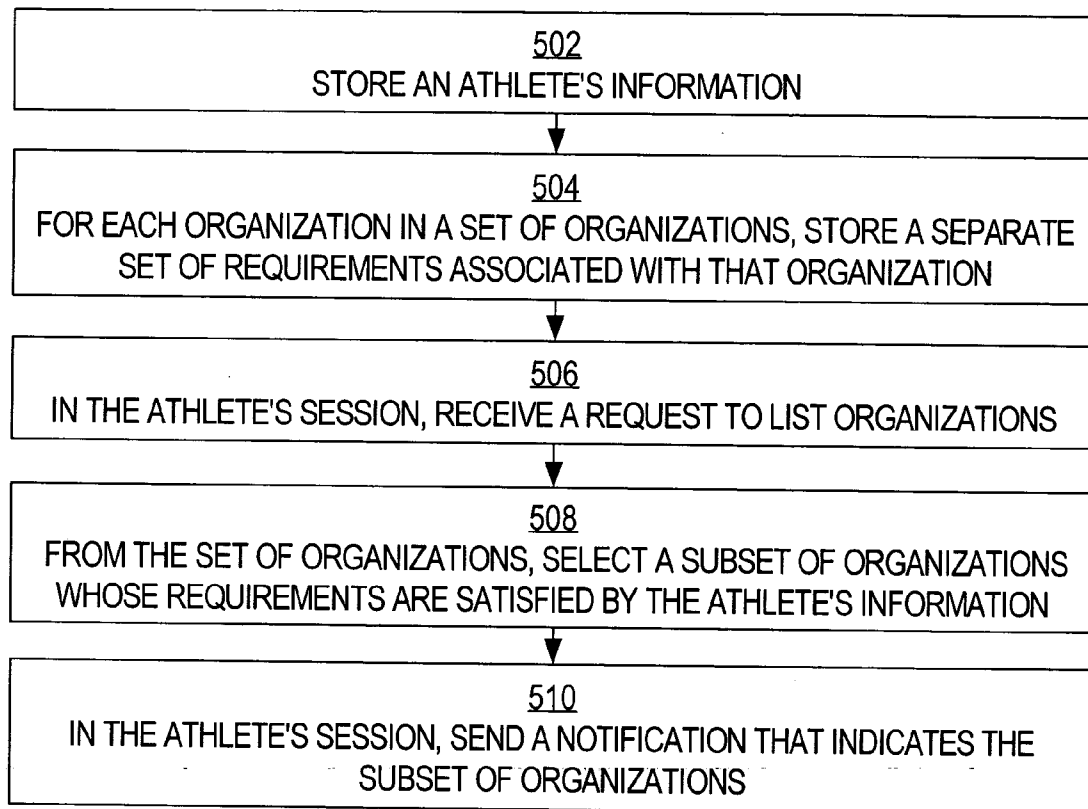 502
STORE AN ATHLETE'S INFORMATION
504
FOR EACH ORGANIZATION IN A SET OF ORGANIZATIONS, STORE A SEPARATE
SET OF REQUIREMENTS ASSOCIATED WITH THAT ORGANIZATION
506
IN THE ATHLETE'S SESSION, RECEIVE A REQUEST TO LIST ORGANIZATIONS
508
FROM THE SET OF ORGANIZATIONS, SELECT A SUBSET OF ORGANIZATIONS
WHOSE REQUIREMENTS ARE SATISFIED BY THE ATHLETE'S INFORMATION
510
IN THE ATHLETE'S SESSION, SEND A NOTIFICATION THAT INDICATES THE
SUBSET OF ORGANIZATIONS